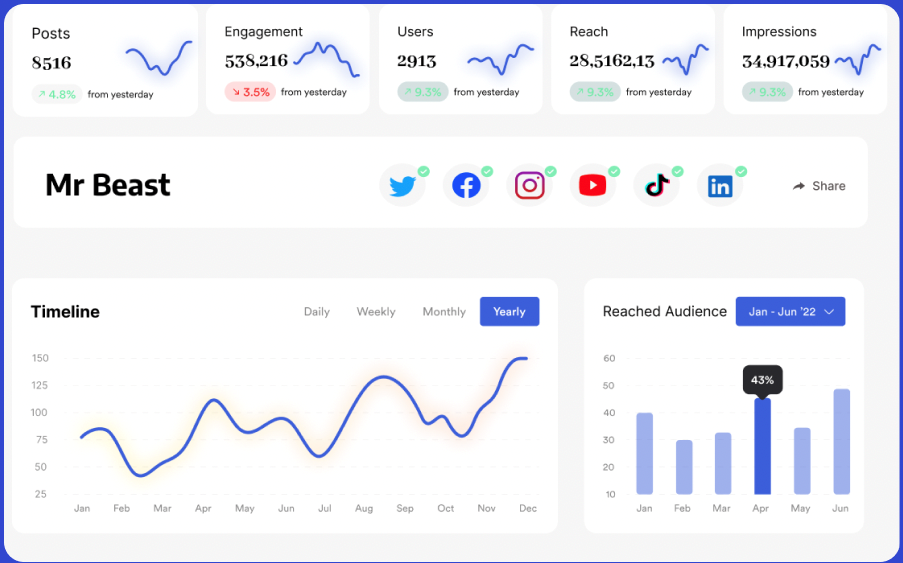 Posts
8516
4.8% from yesterday
Engagement
538,216
3.5% from yesterday
Users
2913
9.3% from yesterday
Reach
28,5162,13
9.3% from yesterday
Impressions
34,917,059
9.3% from yesterday
Mr Beast
Share
Timeline
Daily Weekly Monthly Yearly
150
125
100
75
50
25
Jan Feb Mar Apr May Jun Jul Aug Sep Oct Nov Dec
Reached Audience Jan - Jun '22
60
50
40
30
20
10
43%
Jan Feb Mar Apr May Jun